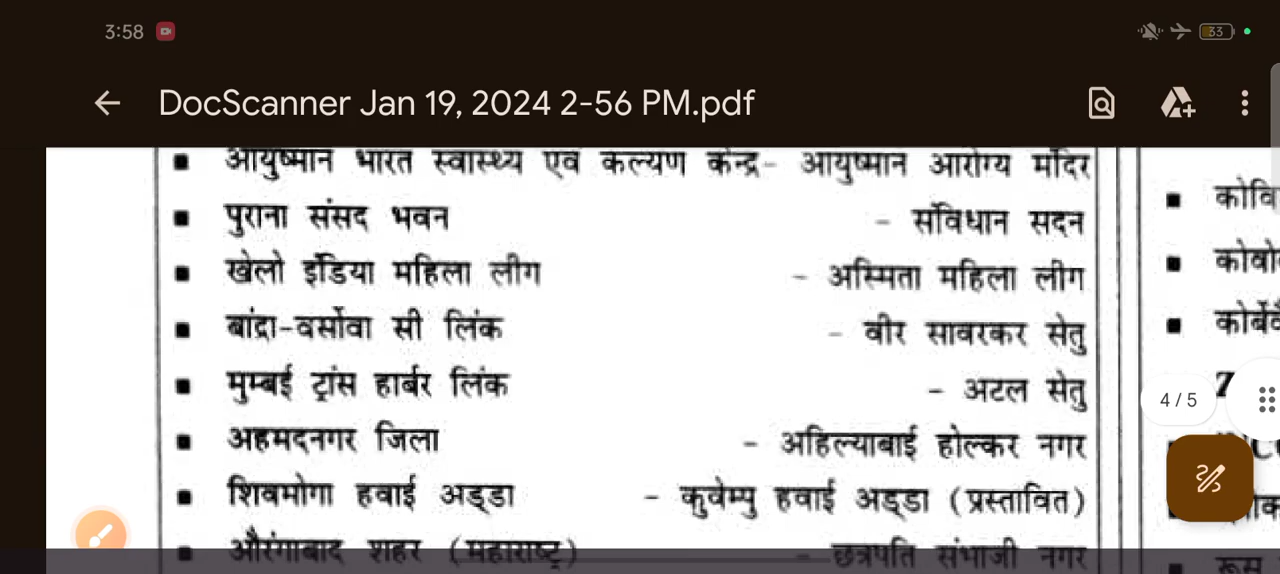 3:58
33
DocScanner Jan 19, 2024 2-56 PM.pdf
■ आयुष्मान भारत स्वास्थ्य एवं कल्यण केन्द्र- आयुष्मान आरोग्य मंदिर
■ पुराना संसद भवन - संविधान सदन
■ खेलो इंडिया महिला लीग - अस्मिता महिला लीग
■ बांद्रा-वर्सोवा सी लिंक - वीर सावरकर सेतु
■ मुम्बई ट्रांस हार्बर लिंक - अटल सेतु
■ अहमदनगर जिला - अहिल्याबाई होल्कर नगर
■ शिवमोगा हवाई अड्डा - कुवेम्पु हवाई अड्डा (प्रस्तावित)
■ औरंगाबाद शहर (महाराष्ट्र) - छत्रपति संभाजी नगर
4 / 5
■ रूस